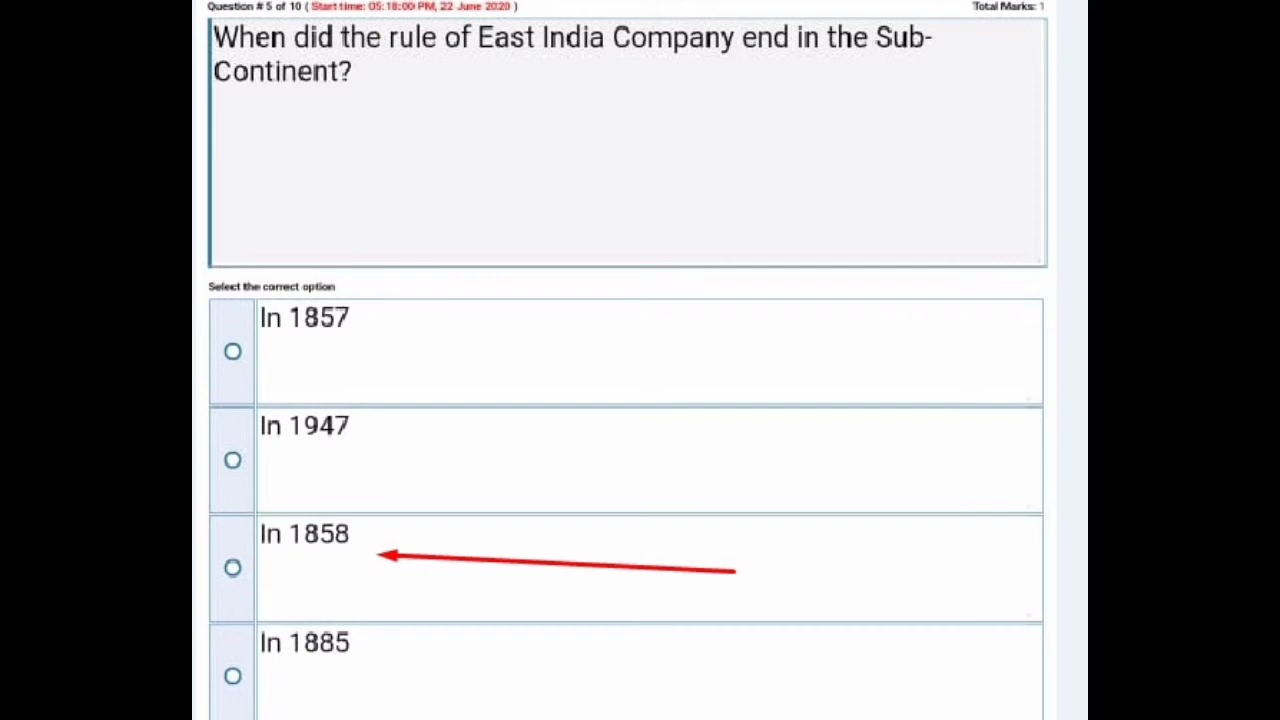 Question # 5 of 10 ( Start time: 05:18:00 PM, 22 June 2020 ) Total Marks: 1
When did the rule of East India Company end in the Sub-
Continent?
Select the correct option
In 1857
In 1947
In 1858
In 1885